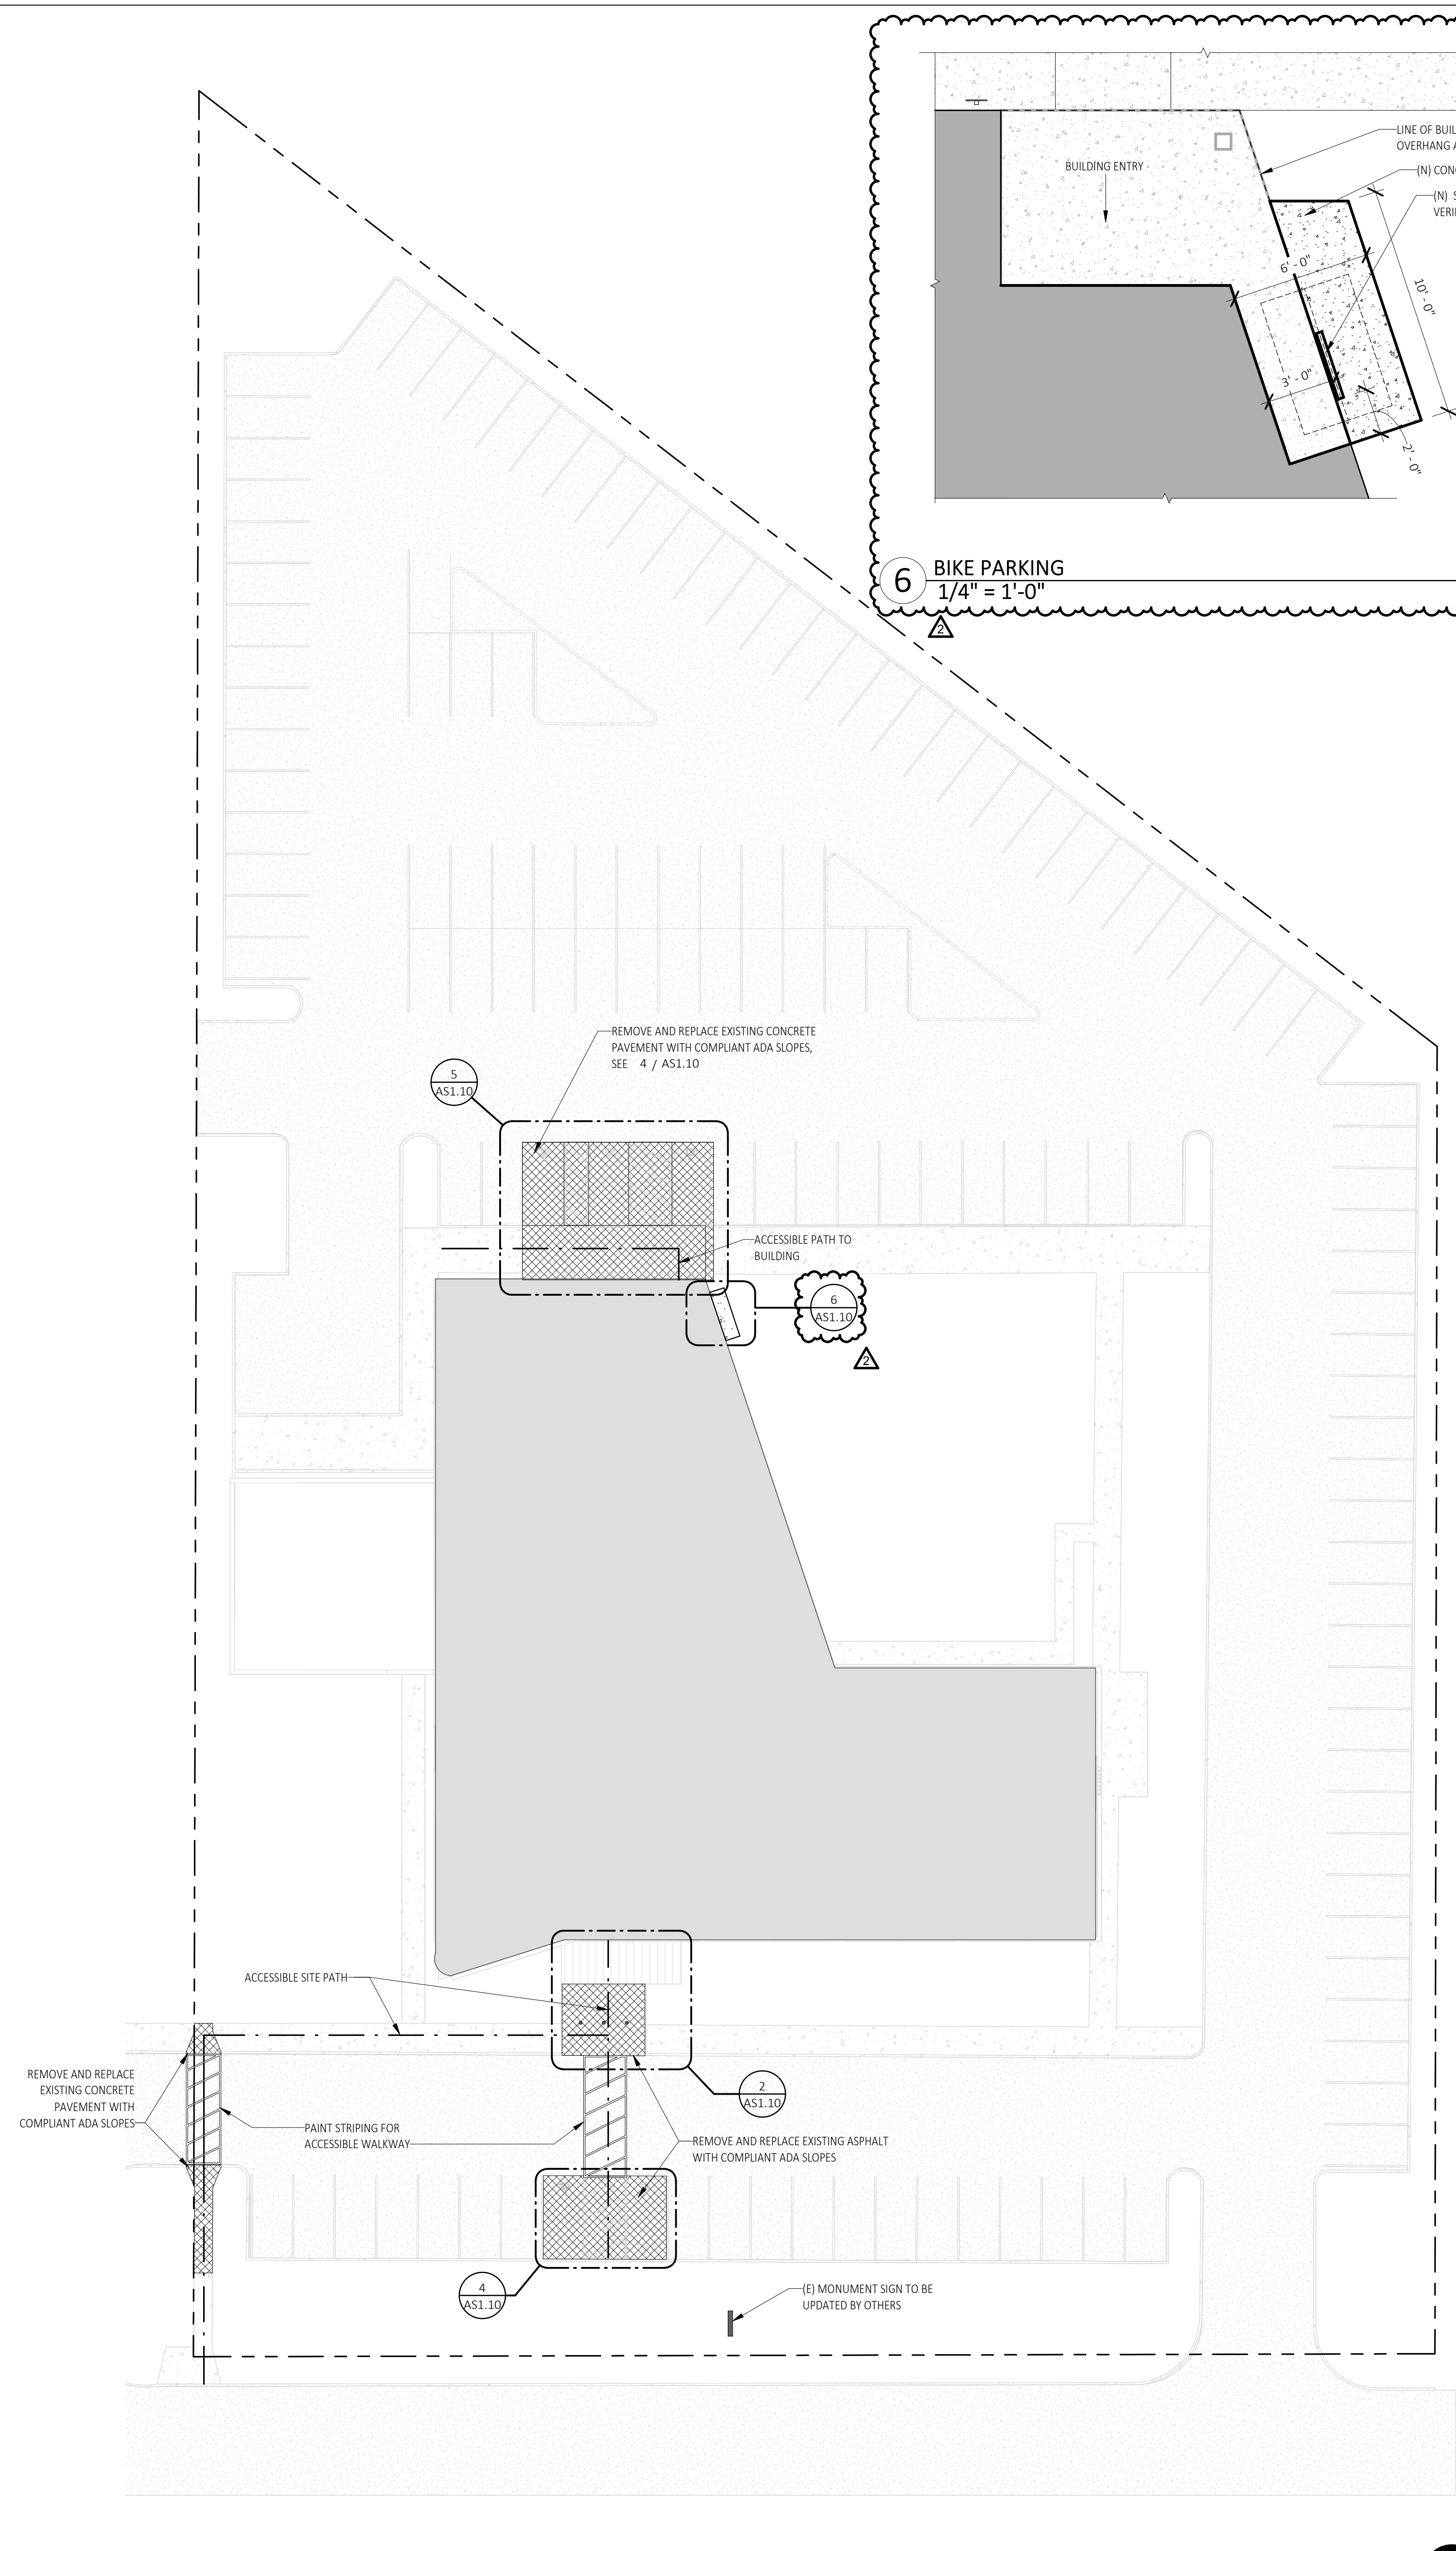 BUILDING ENTRY
LINE OF
OVERHANG
(N)
(N)
6' - 0"
10' - 0"
3' - 0"
2' - 0"
6
BIKE PARKING
1/4" = 1'-0"
2
REMOVE AND REPLACE EXISTING CONCRETE
PAVEMENT WITH COMPLIANT ADA SLOPES,
SEE 4 / AS1.10
5
AS1.10
ACCESSIBLE PATH TO
BUILDING
6
AS1.10
2
ACCESSIBLE SITE PATH
REMOVE AND REPLACE
EXISTING CONCRETE
PAVEMENT WITH
COMPLIANT ADA SLOPES
PAINT STRIPING FOR
ACCESSIBLE WALKWAY
2
AS1.10
REMOVE AND REPLACE EXISTING ASPHALT
WITH COMPLIANT ADA SLOPES
4
AS1.10
(E) MONUMENT SIGN TO BE
UPDATED BY OTHERS